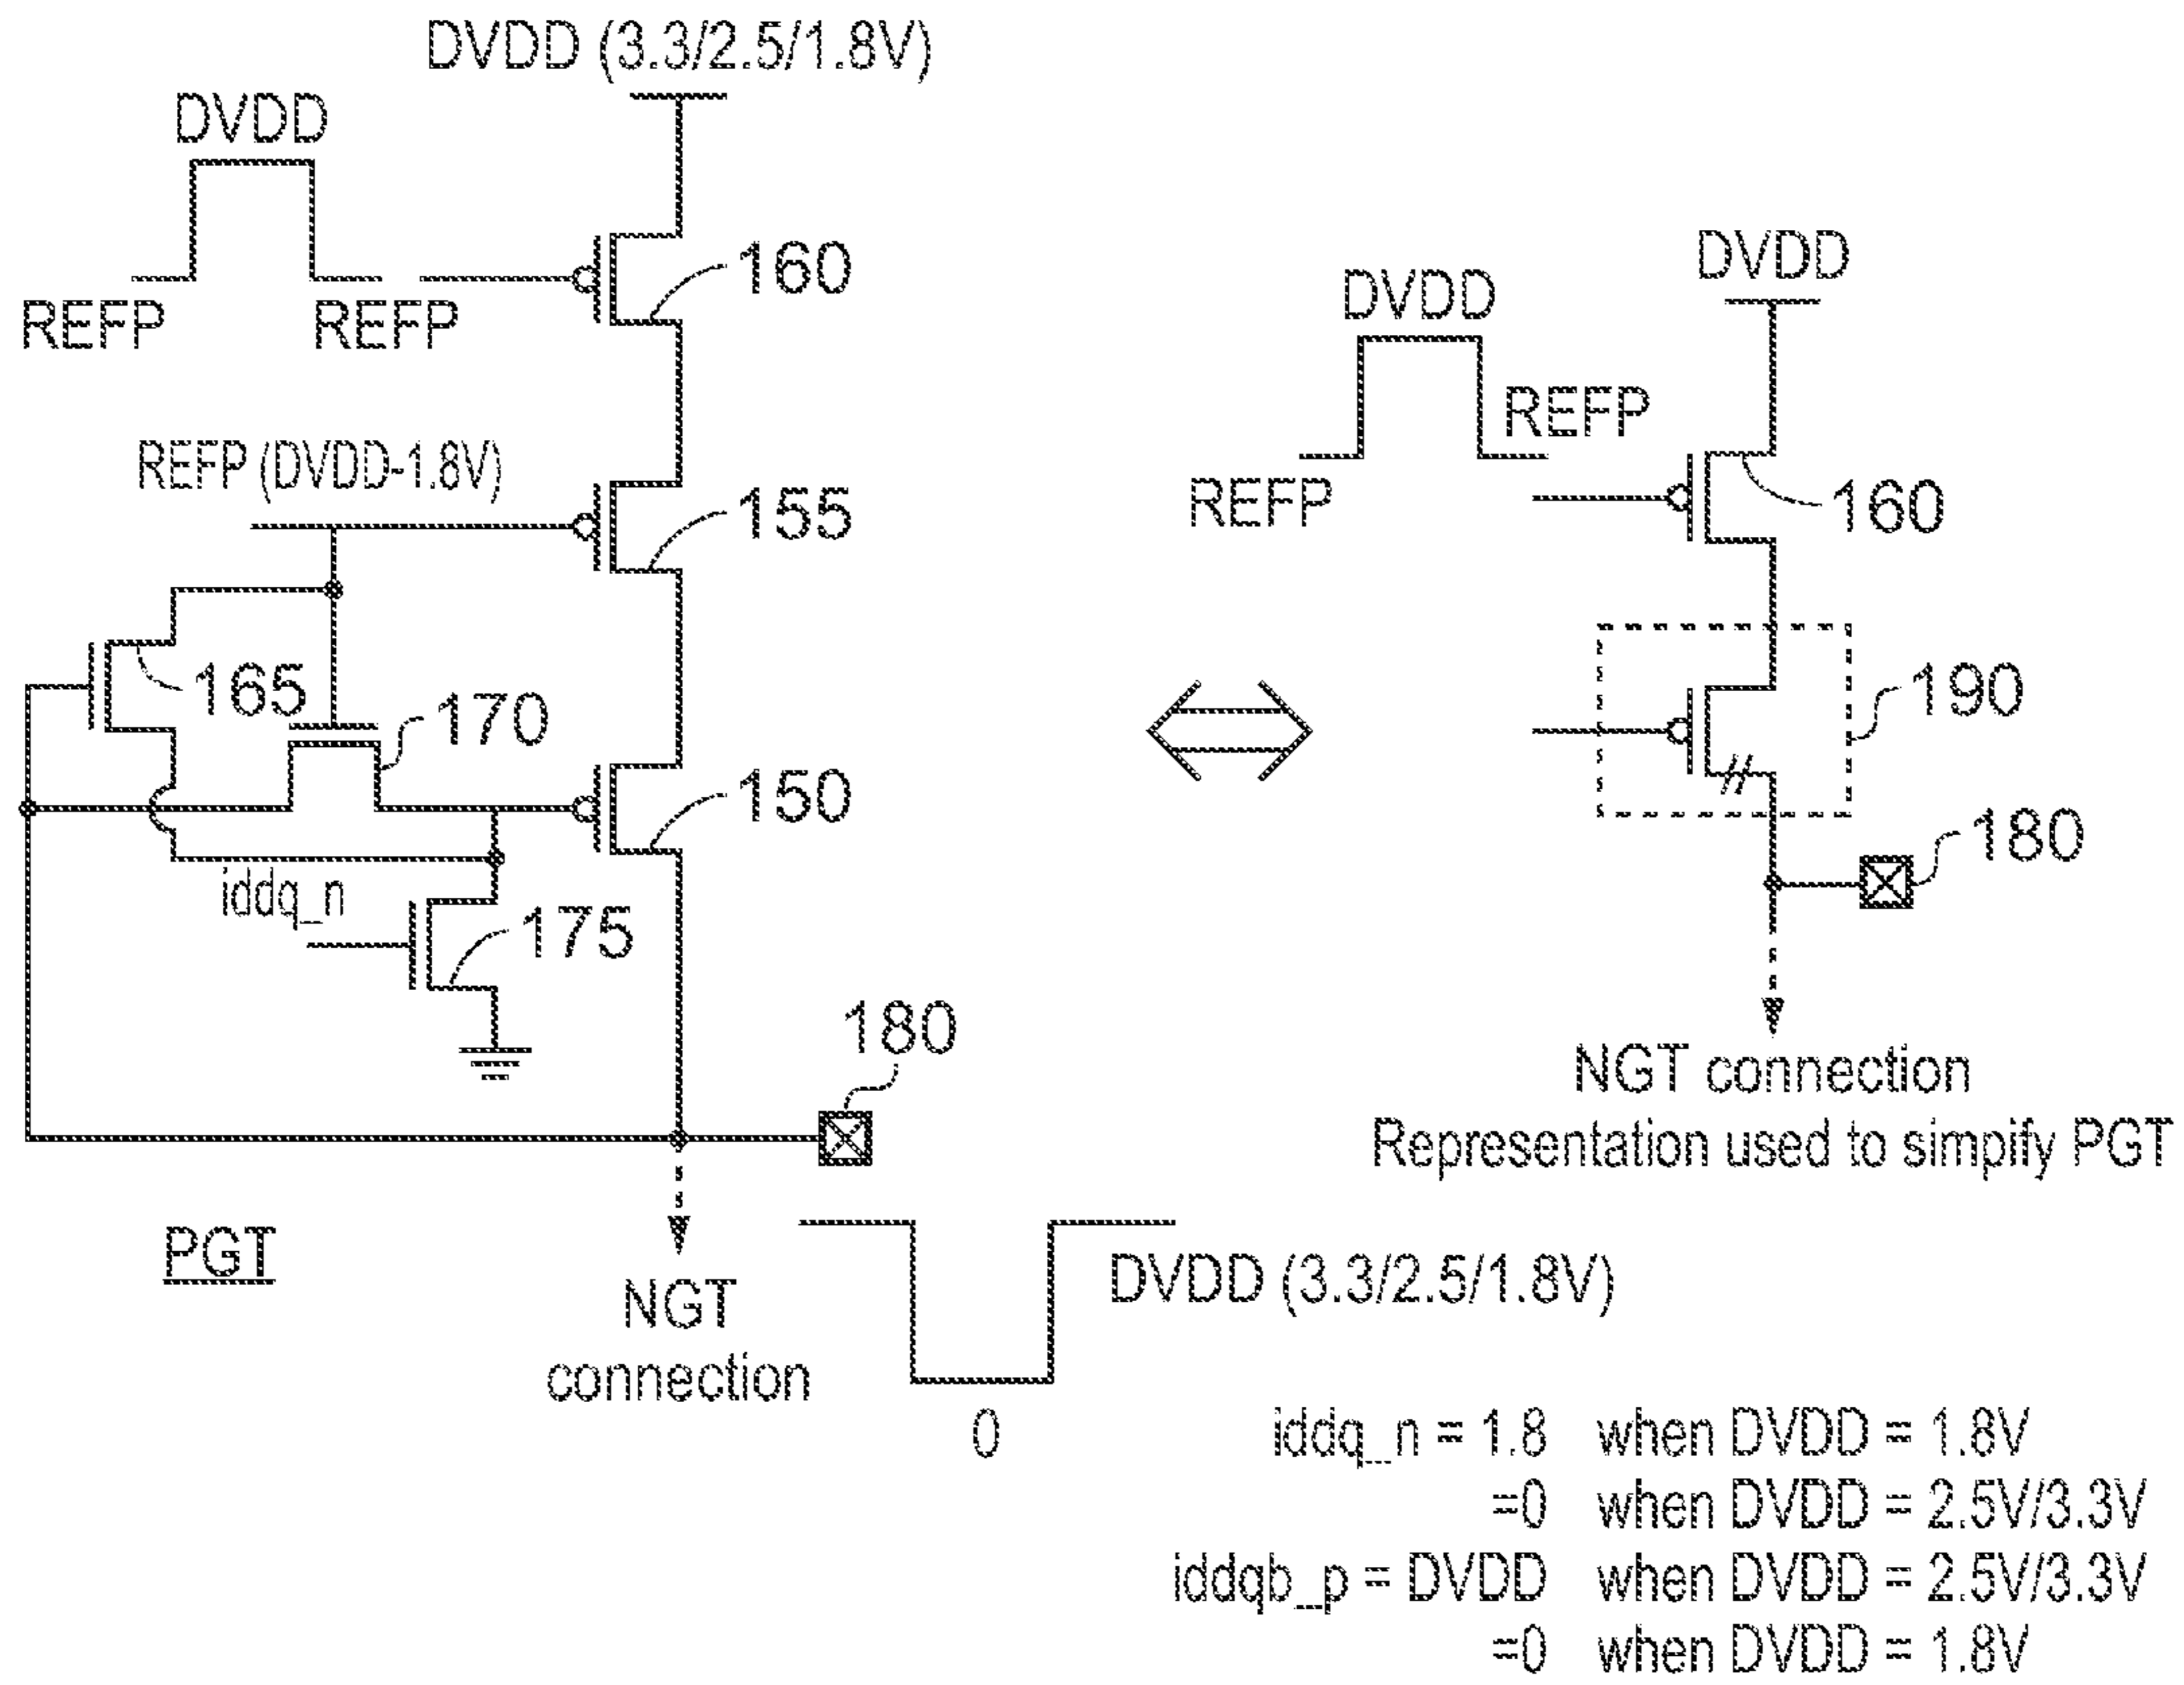 DVDD (3.3/2.5/1.8V)
DVDD
REFP
REFP
160
REFP (DVDD-1.8V)
155
165
170
150
iddq_n
175
180
PGT
NGT
connection
DVDD (3.3/2.5/1.8V)
0
DVDD
DVDD
REFP
REFP
160
190
180
NGT connection
Representation used to simpify PGT
iddq_n = 1.8 when DVDD = 1.8V
=0 when DVDD = 2.5V/3.3V
iddqb_p = DVDD when DVDD = 2.5V/3.3V
=0 when DVDD = 1.8V